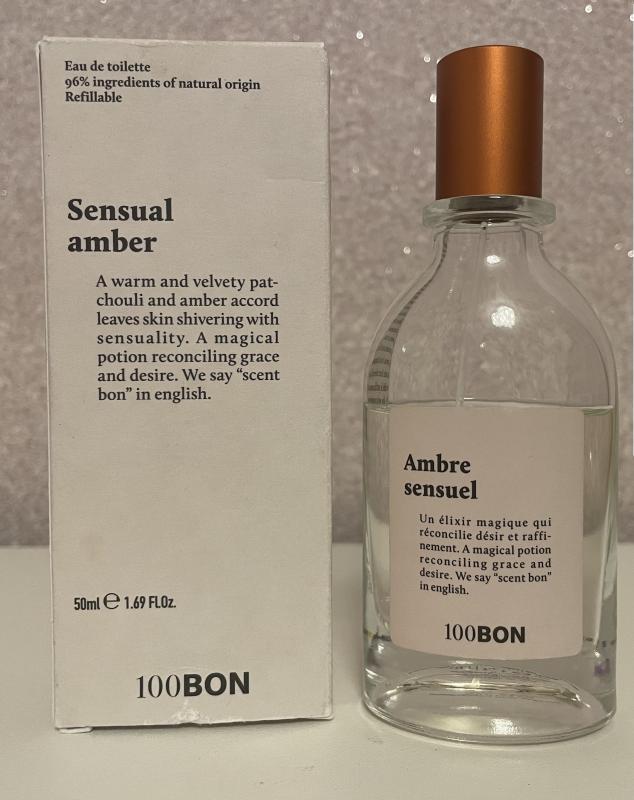 Eau de toilette
96% ingredients of natural origin
Refillable
Sensual
amber
A warm and velvety pat-
chouli and amber accord
leaves skin shivering with
sensuality. A magical
potion reconciling grace
and desire. We say “scent
bon” in english.
50ml ℮ 1.69 FL.Oz.
100BON
Ambre
sensuel
Un élixir magique qui
réconcilie désir et raffi-
nement. A magical potion
reconciling grace and
desire. We say “scent bon”
in english.
100BON